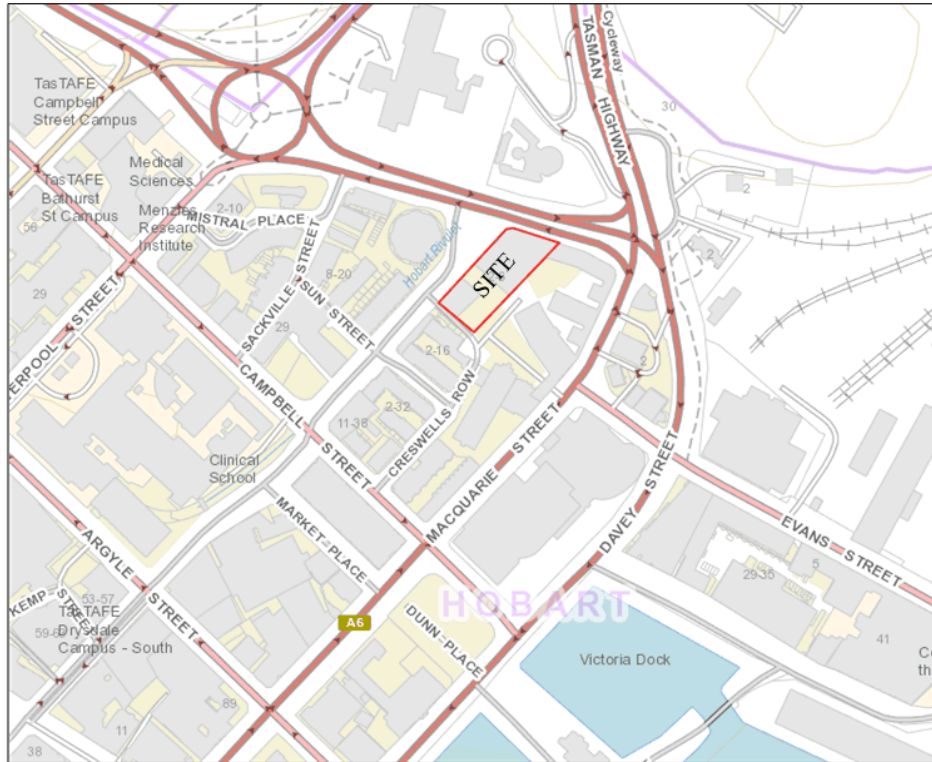 TASMAN
HIGHWAY
Cycleway
30
TasTAFE
Campbell
Street Campus
Medical
Sciences
TasTAFE
Bathurst
St Campus
Menzies
Research
Institute
56
2-10
MISTRAL PLACE
2
2
Hobart Rivulet
SITE
8-20
SACKVILLE STREET
SUN STREET
29
29
ERPOOL STREET
2-16
2
CAMPBELL STREET
2-32
11-38
CRESWELLS ROW
MACQUARIE STREET
Clinical
School
DAVEY STREET
MARKET PLACE
EVANS STREET
ARGYLE STREET
29-35
5
KEMP STREET
53-57
TasTAFE
Drysdale
Campus - South
HOBART
A6
DUNN PLACE
41
Victoria Dock
Co
th
89
11
38